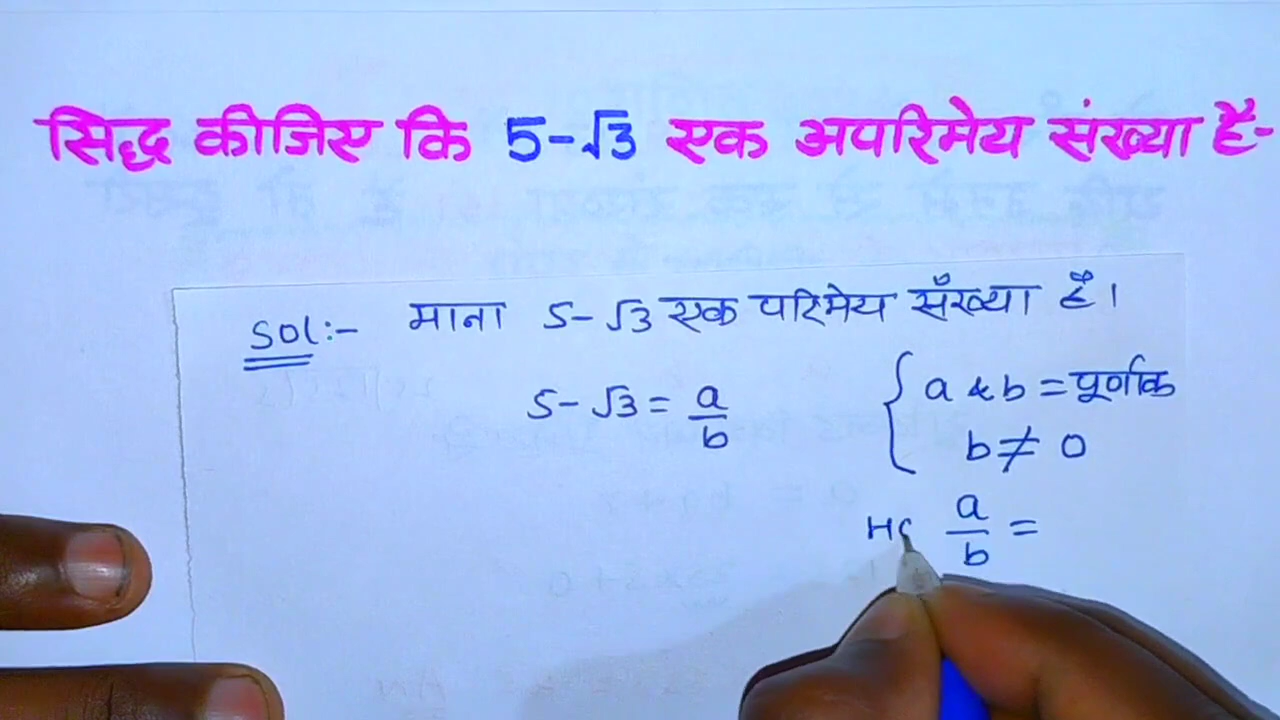 सिद्ध कीजिए कि 5-√3 एक अपरिमेय संख्या है-
Sol:- माना 5-√3 एक परिमेय सँख्या है।
5-√3 = a/b
{ a & b = पूर्णांक
b ≠ 0
HC a/b =